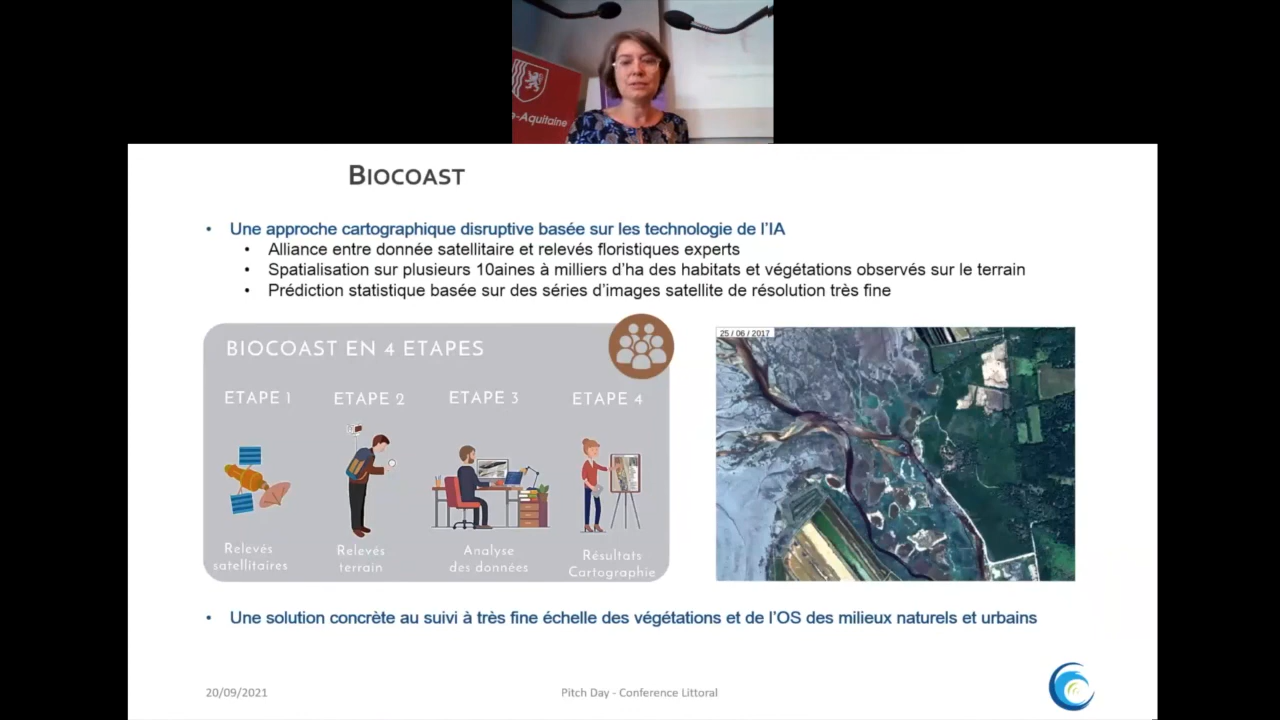 e-Aquitaine
BIOCOAST
• Une approche cartographique disruptive basée sur les technologie de l'IA
• Alliance entre donnée satellitaire et relevés floristiques experts
• Spatialisation sur plusieurs 10aines à milliers d'ha des habitats et végétations observés sur le terrain
• Prédiction statistique basée sur des séries d'images satellite de résolution très fine
BIOCOAST EN 4 ETAPES
ETAPE 1 ETAPE 2 ETAPE 3 ETAPE 4
Relevés satellitaires
Relevés terrain
Analyse des données
Résultats Cartographie
25 / 06 / 2017
• Une solution concrète au suivi à très fine échelle des végétations et de l'OS des milieux naturels et urbains
20/09/2021 Pitch Day - Conference Littoral